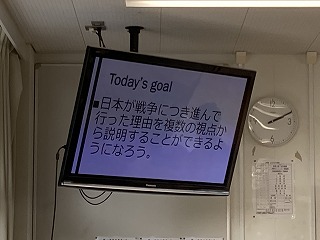 Today's goal
■日本が戦争につき進んで
行った理由を複数の視点か
ら説明することができるよ
うになろう。
Panasonic